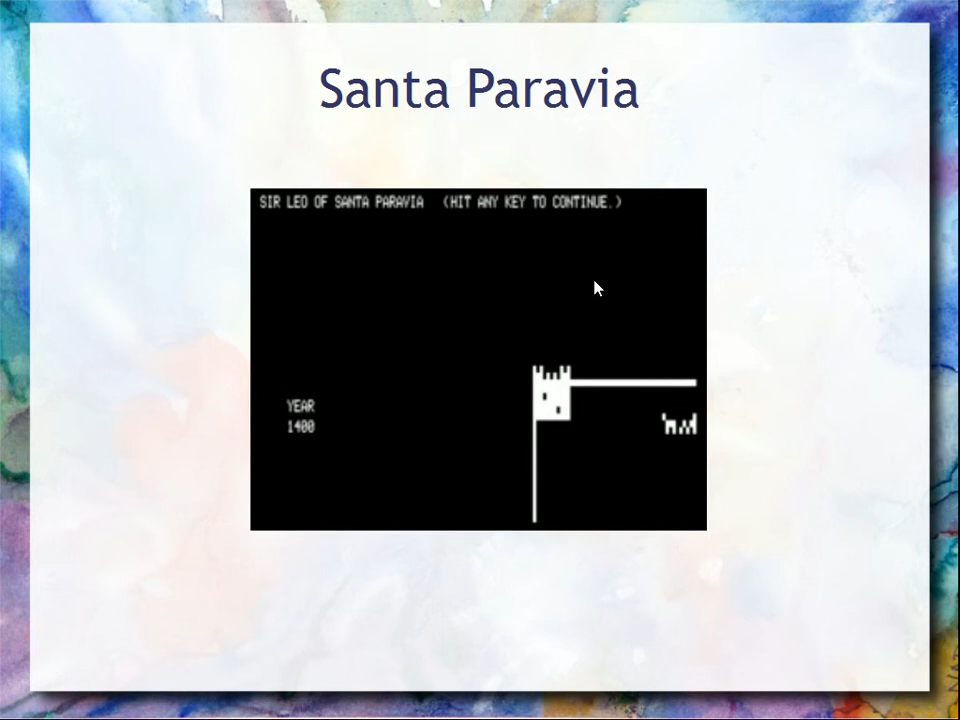 Santa Paravia
SIR LEO OF SANTA PARAVIA (HIT ANY KEY TO CONTINUE.)
YEAR
1400